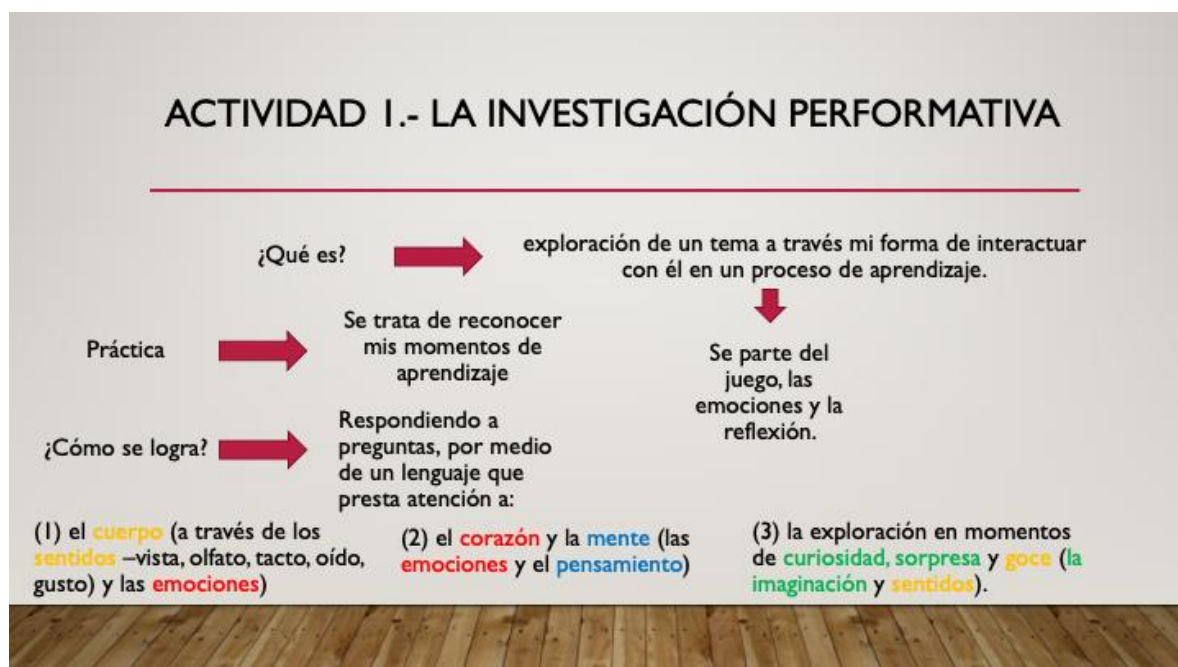 ACTIVIDAD 1.- LA INVESTIGACIÓN PERFORMATIVA
¿Qué es?
exploración de un tema a través mi forma de interactuar
con él en un proceso de aprendizaje.
Se parte del
juego, las
emociones y la
reflexión.
Práctica
Se trata de reconocer
mis momentos de
aprendizaje
¿Cómo se logra?
Respondiendo a
preguntas, por medio
de un lenguaje que
presta atención a:
(1) el cuerpo (a través de los
sentidos –vista, olfato, tacto, oído,
gusto) y las emociones)
(2) el corazón y la mente (las
emociones y el pensamiento)
(3) la exploración en momentos
de curiosidad, sorpresa y goce (la
imaginación y sentidos).